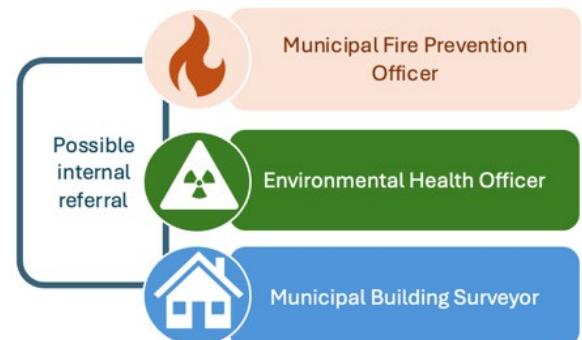 Municipal Fire Prevention
Officer
Possible
internal
referral
Environmental Health Officer
Municipal Building Surveyor